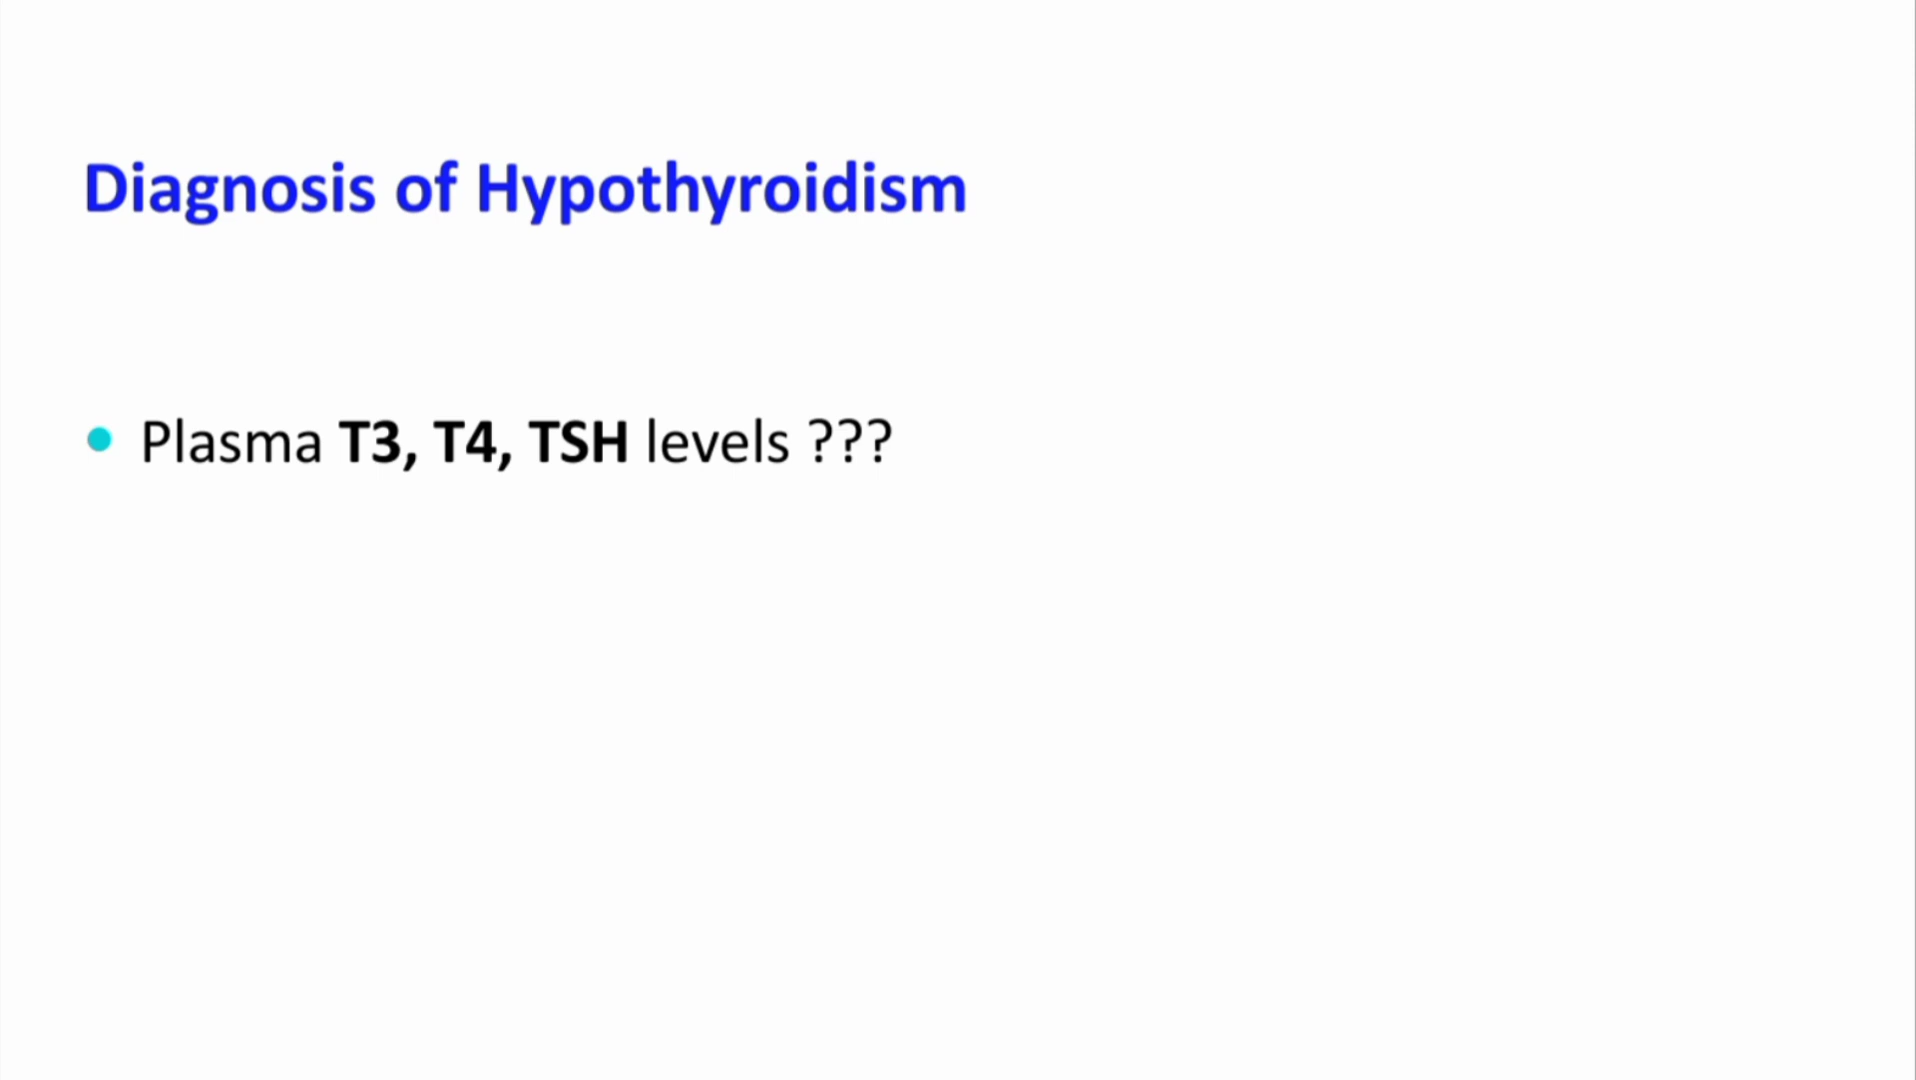 Diagnosis of Hypothyroidism
• Plasma T3, T4, TSH levels ???